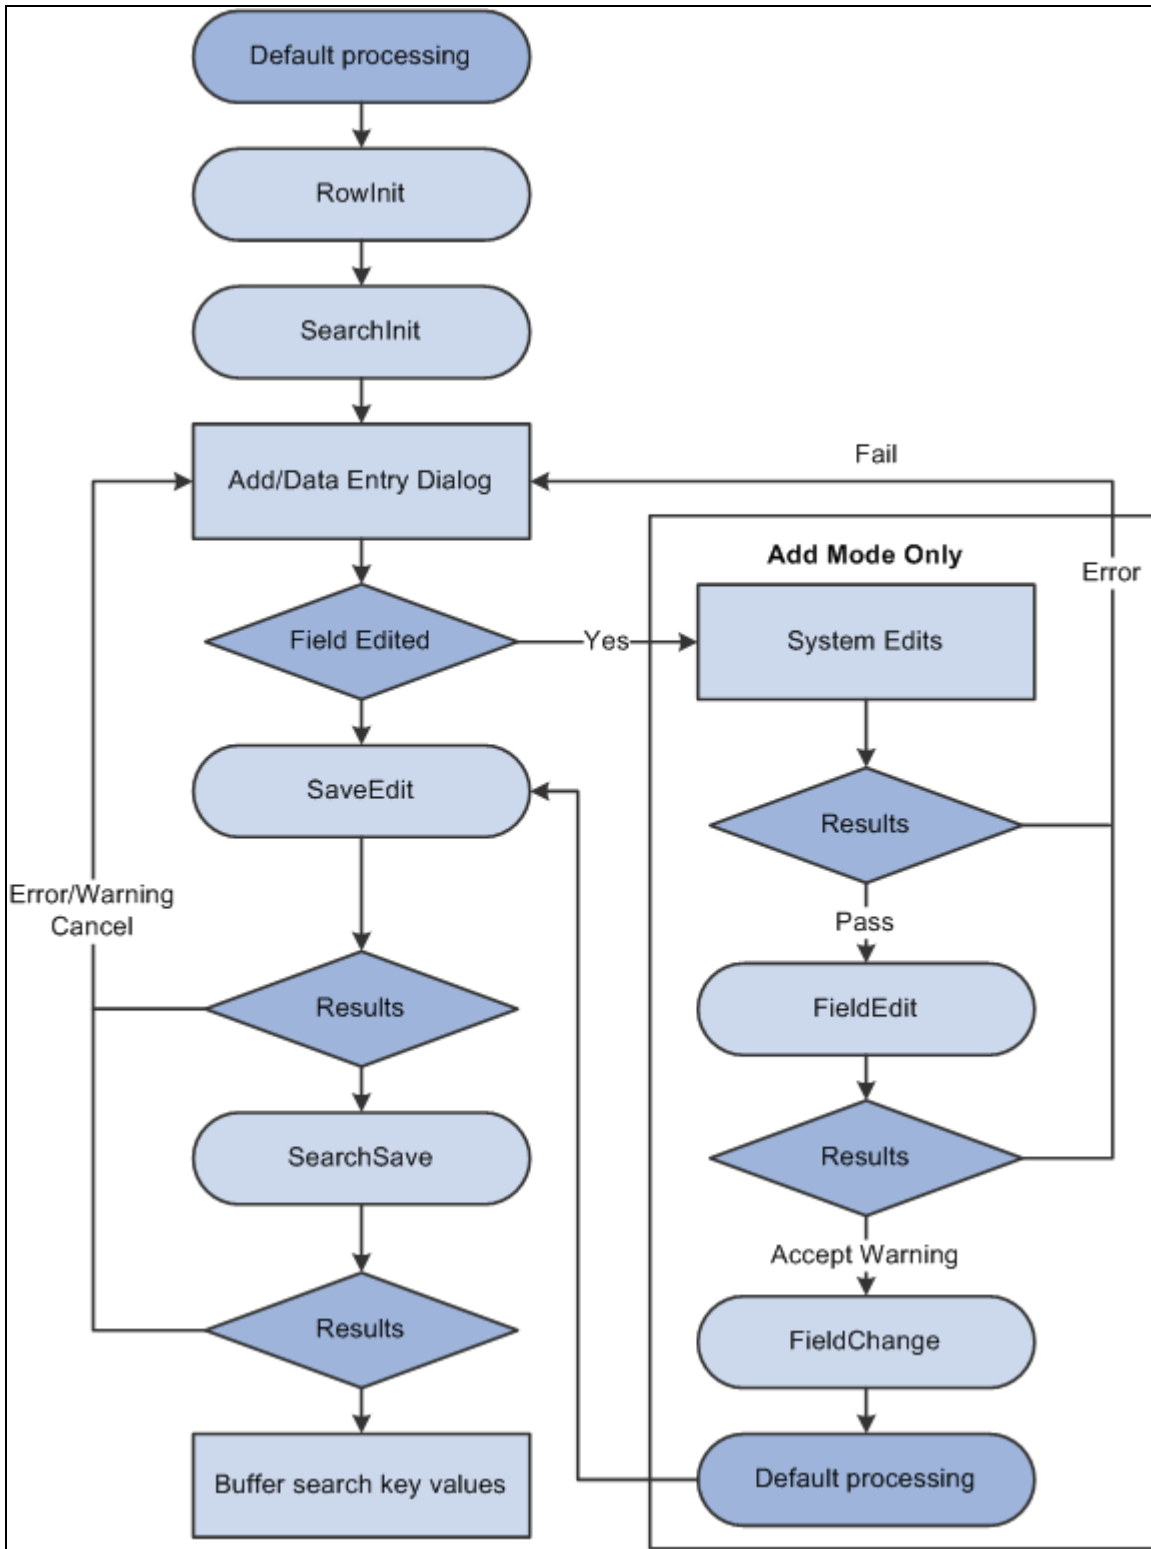 Default processing
RowInit
SearchInit
Add/Data Entry Dialog
Fail
Add Mode Only
Error
Field Edited
Yes
System Edits
SaveEdit
Results
Error/Warning
Cancel
Pass
Results
FieldEdit
SearchSave
Results
Accept Warning
Results
FieldChange
Buffer search key values
Default processing